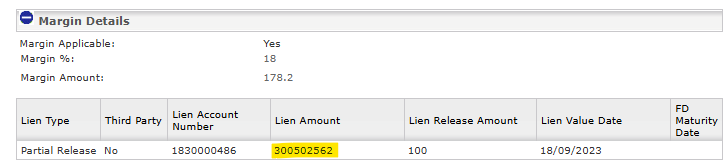 Margin Details
Margin Applicable: Yes
Margin %: 18
Margin Amount: 178.2
Lien Type Third Party Lien Account Number Lien Amount Lien Release Amount Lien Value Date FD Maturity Date
Partial Release No 1830000486 300502562 100 18/09/2023